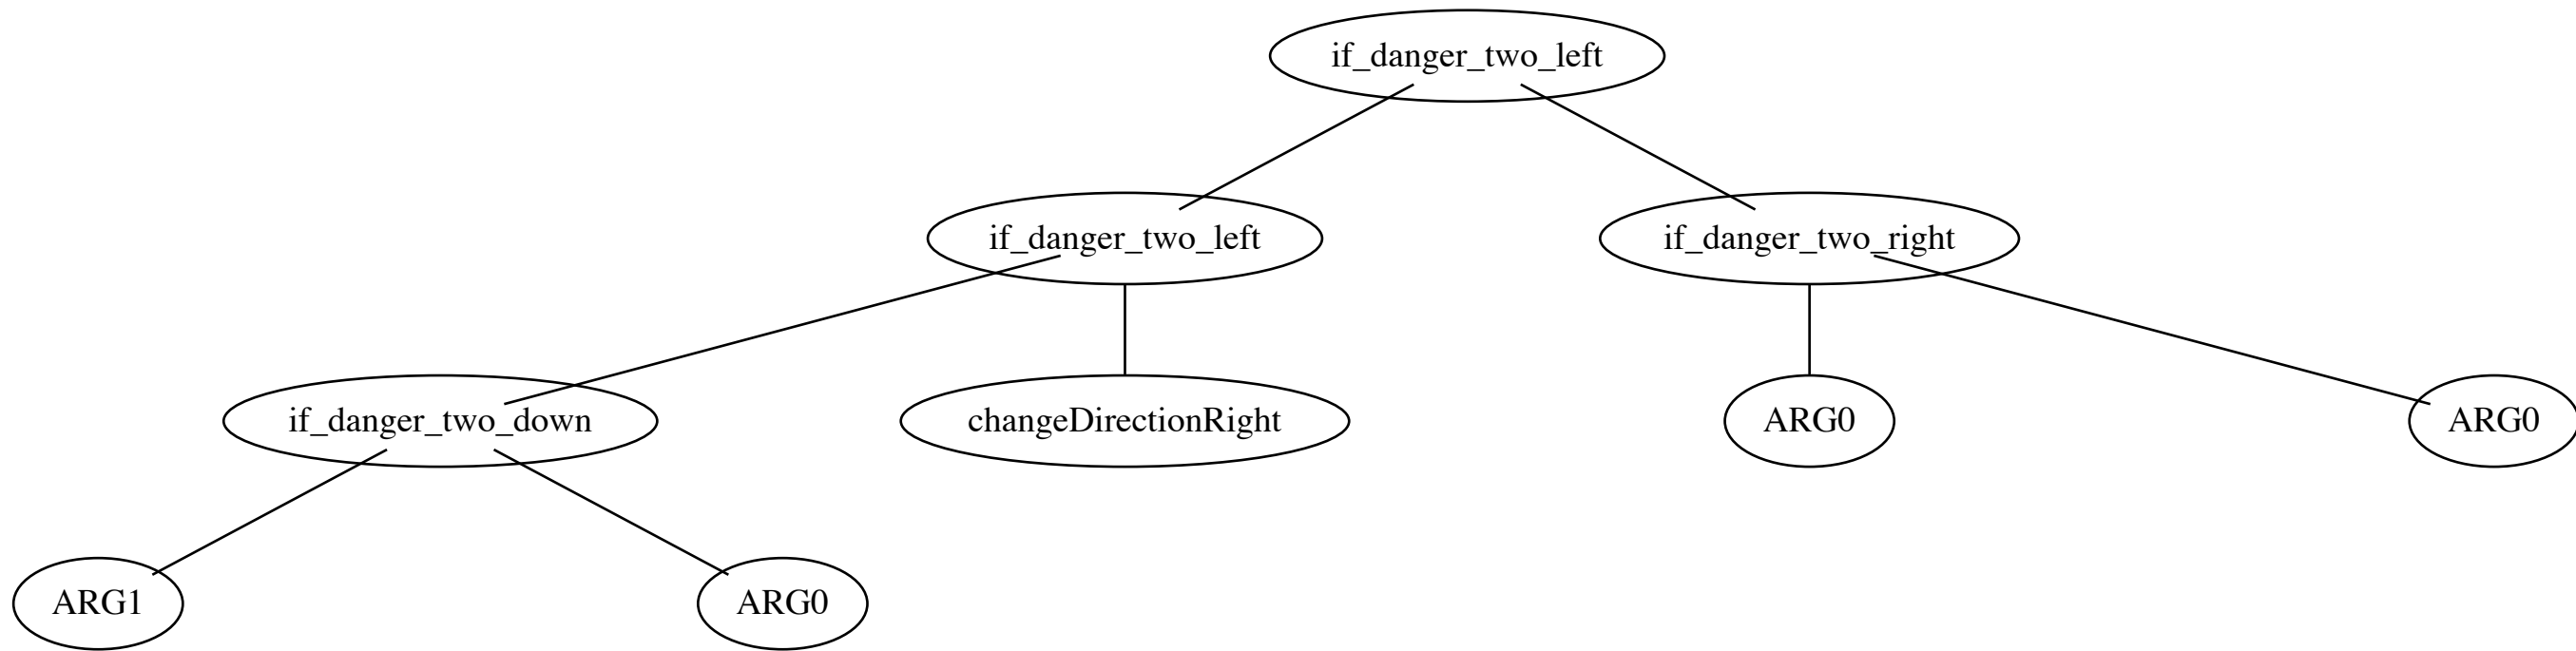 if_danger_two_left
if_danger_two_left
if_danger_two_right
if_danger_two_down
changeDirectionRight
ARG0
ARG0
ARG1
ARG0